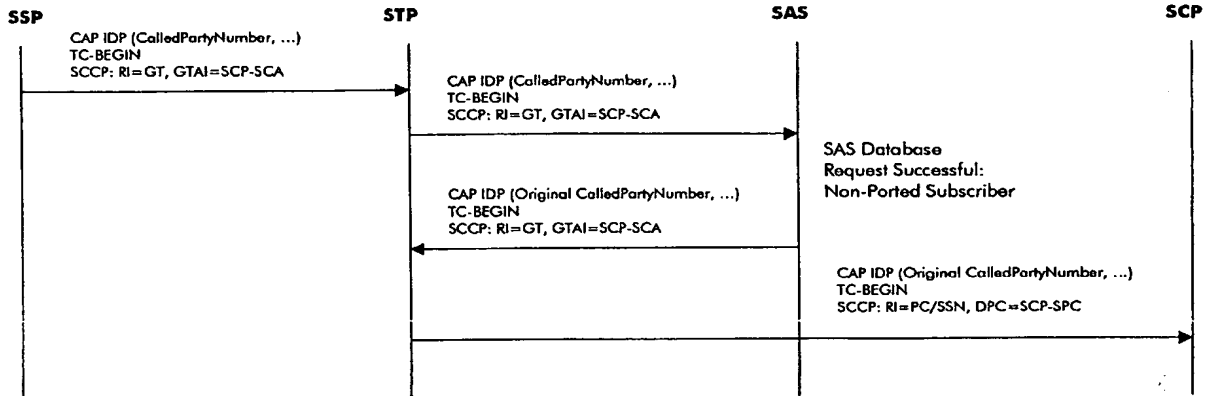 SSP STP SAS SCP
CAP IDP (CalledPartyNumber, ...)
TC-BEGIN
SCCP: RI=GT, GTAI=SCP-SCA
CAP IDP (CalledPartyNumber, ...)
TC-BEGIN
SCCP: RI=GT, GTAI=SCP-SCA
SAS Database
Request Successful:
Non-Ported Subscriber
CAP IDP (Original CalledPartyNumber, ...)
TC-BEGIN
SCCP: RI=GT, GTAI=SCP-SCA
CAP IDP (Original CalledPartyNumber, ...)
TC-BEGIN
SCCP: RI=PC/SSN, DPC=SCP-SPC